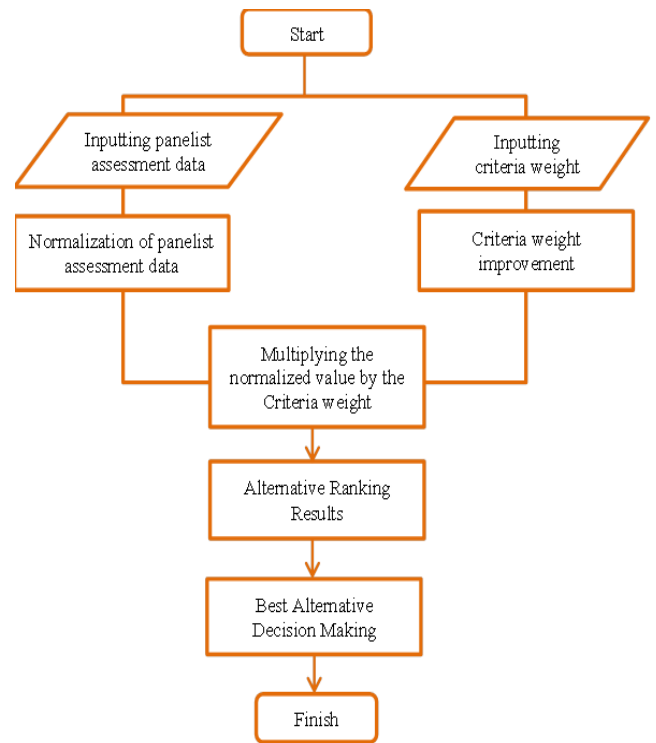 Start
Inputting panelist
assessment data
Inputting
criteria weight
Normalization of panelist
assessment data
Criteria weight
improvement
Multiplying the
normalized value by the
Criteria weight
Alternative Ranking
Results
Best Alternative
Decision Making
Finish